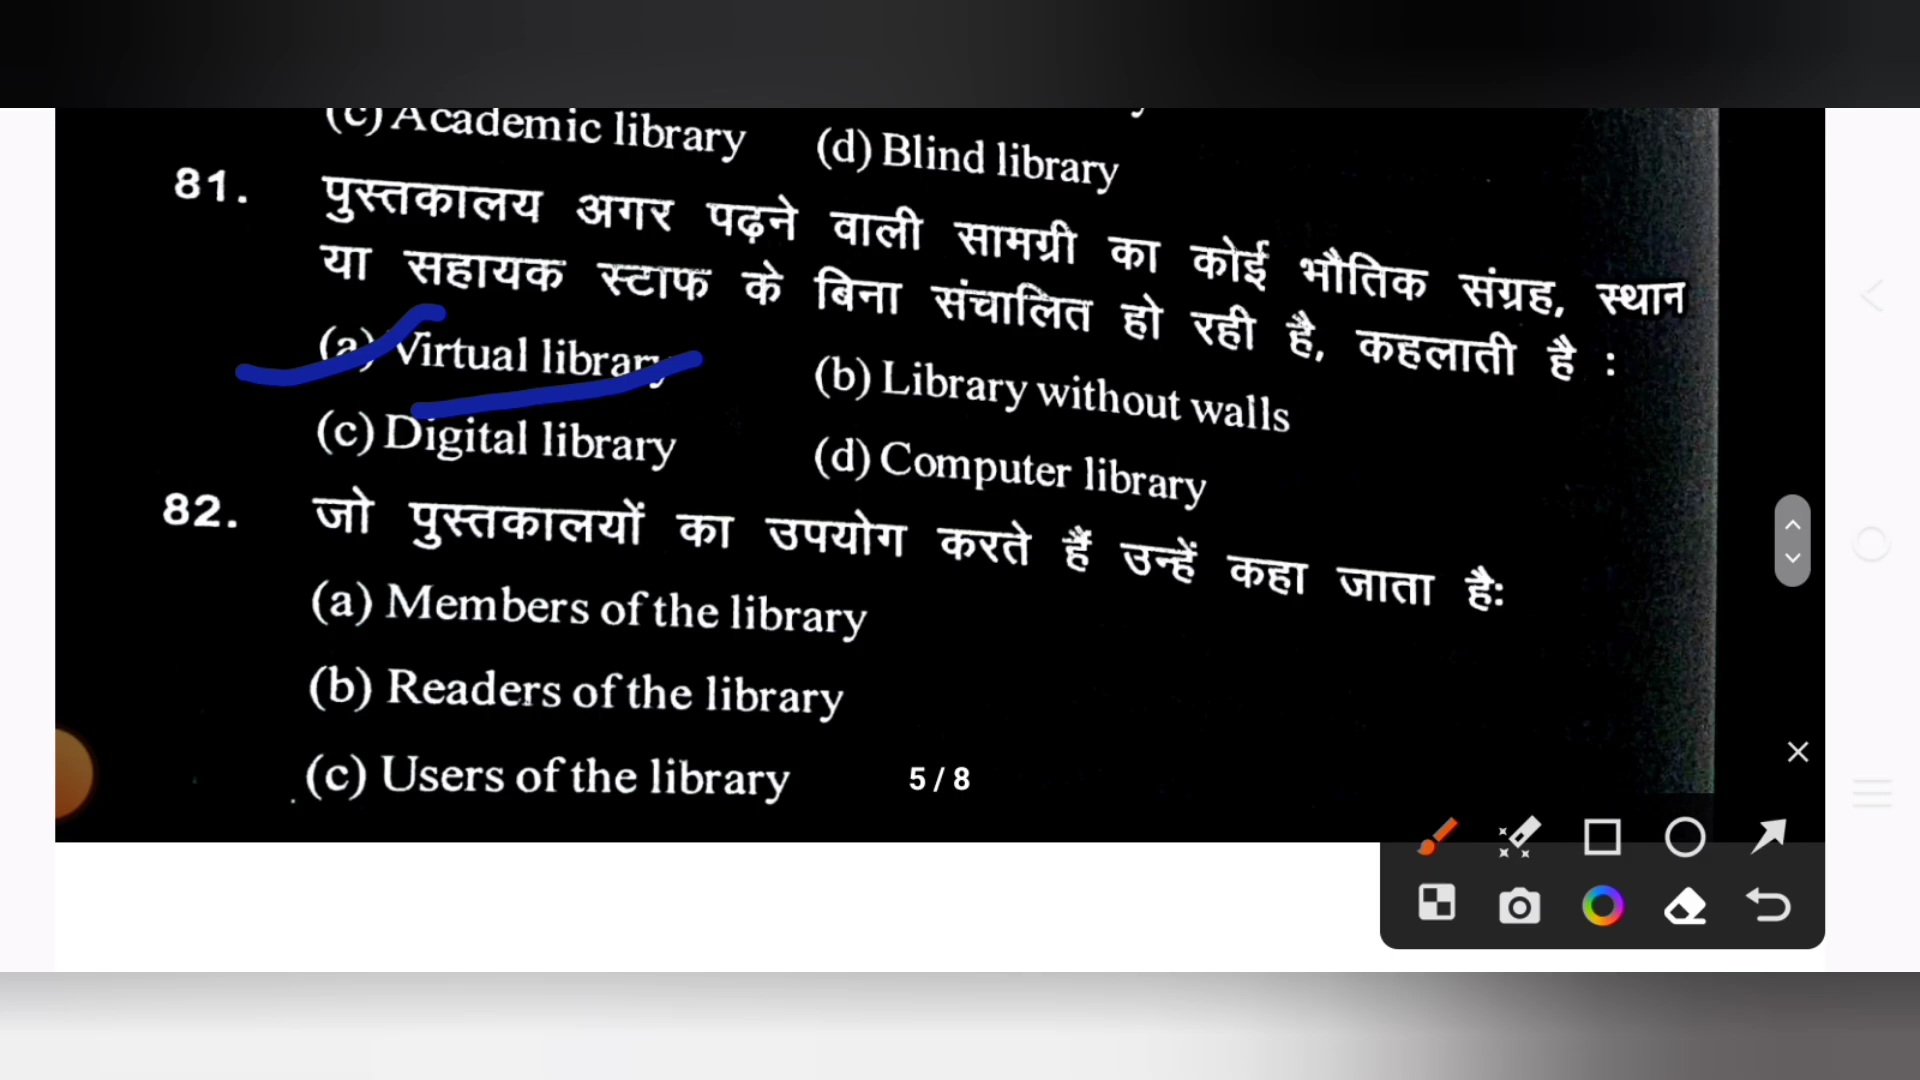 (c) Academic library (d) Blind library
81. पुस्तकालय अगर पढ़ने वाली सामग्री का कोई भौतिक संग्रह, स्थान
या सहायक स्टाफ के बिना संचालित हो रही है, कहलाती है :
(a) Virtual library (b) Library without walls
(c) Digital library (d) Computer library
82. जो पुस्तकालयों का उपयोग करते हैं उन्हें कहा जाता हैः
(a) Members of the library
(b) Readers of the library
(c) Users of the library
5 / 8